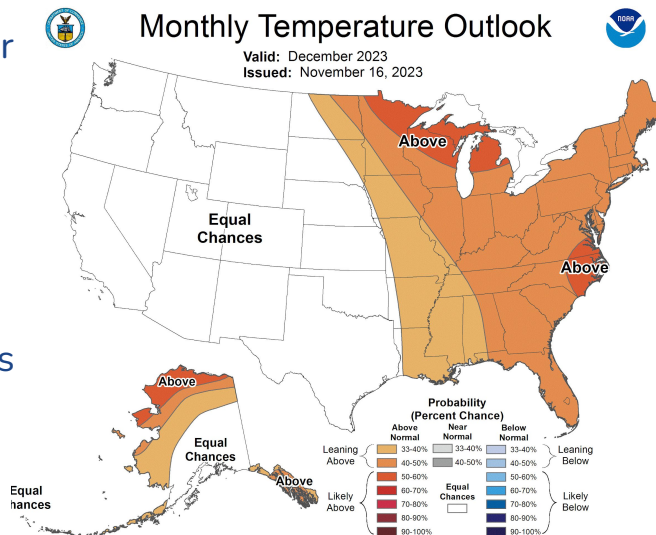 r
Monthly Temperature Outlook
NOAA
Valid: December 2023
Issued: November 16, 2023
Above
Equal
Chances
Above
s
Above
Equal
Chances
Above
Equal
hances
Probability
(Percent Chance)
Above
Normal
Near
Normal
Below
Normal
Leaning
Above
33-40%
33-40%
33-40%
Leaning
Below
40-50%
40-50%
40-50%
50-60%
50-60%
Likely
Above
60-70%
Equal
Chances
60-70%
Likely
Below
70-80%
70-80%
80-90%
80-90%
90-100%
90-100%